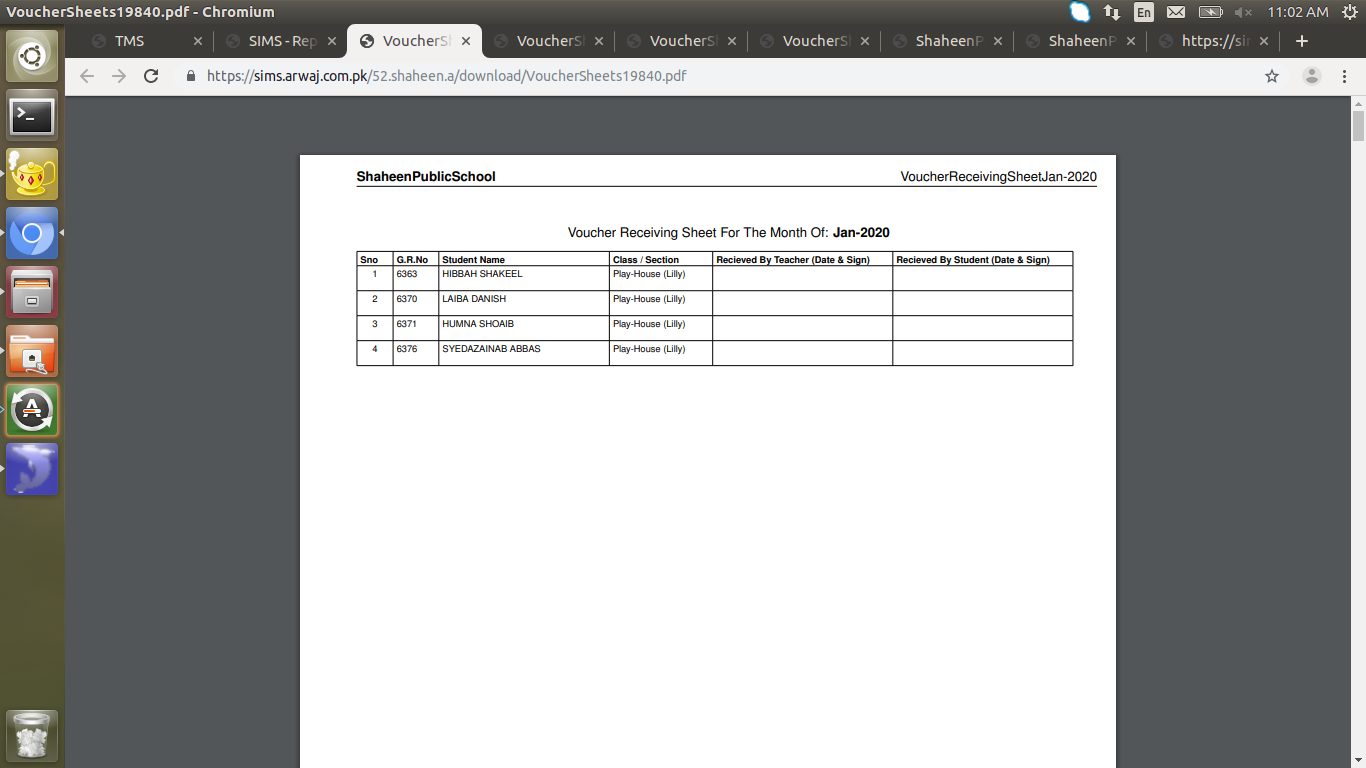 VoucherSheets19840.pdf - Chromium
En
11:02 AM
TMS
SIMS - Rep
VoucherSh
VoucherSh
VoucherSh
VoucherSh
ShaheenP
ShaheenP
https://si
https://sims.arwaj.com.pk/52.shaheen.a/download/VoucherSheets19840.pdf
ShaheenPublicSchool VoucherReceivingSheetJan-2020
Voucher Receiving Sheet For The Month Of: Jan-2020
Sno G.R.No Student Name Class / Section Recieved By Teacher (Date & Sign) Recieved By Student (Date & Sign)
1 6363 HIBBAH SHAKEEL Play-House (Lilly)
2 6370 LAIBA DANISH Play-House (Lilly)
3 6371 HUMNA SHOAIB Play-House (Lilly)
4 6376 SYEDAZAINAB ABBAS Play-House (Lilly)